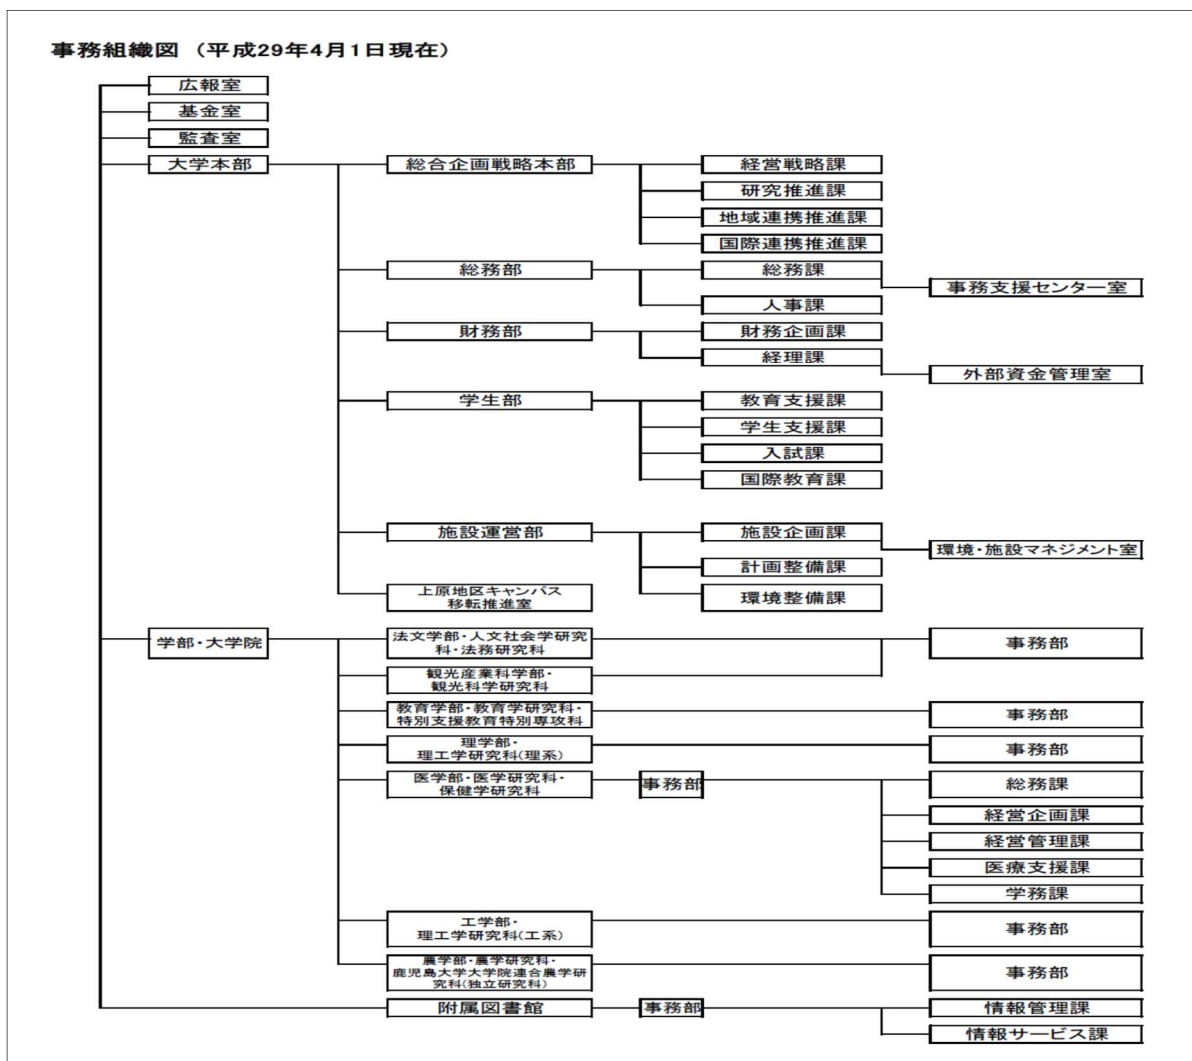 事務組織図 （平成29年4月1日現在）
広報室
基金室
監査室
大学本部
総合企画戦略本部
経営戦略課
研究推進課
地域連携推進課
国際連携推進課
総務部
総務課
事務支援センター室
人事課
財務部
財務企画課
経理課
外部資金管理室
学生部
教育支援課
学生支援課
入試課
国際教育課
施設運営部
施設企画課
環境・施設マネジメント室
計画整備課
環境整備課
上原地区キャンパス
移転推進室
学部・大学院
法文学部・人文社会学研究
科・法務研究科
事務部
観光産業科学部・
観光科学研究科
教育学部・教育学研究科・
特別支援教育特別専攻科
事務部
理学部・
理工学研究科(理系)
事務部
医学部・医学研究科・
保健学研究科
事務部
総務課
経営企画課
経営管理課
医療支援課
学務課
工学部・
理工学研究科(工系)
事務部
農学部・農学研究科・
鹿児島大学大学院連合農学研
究科(独立研究科)
事務部
附属図書館
事務部
情報管理課
情報サービス課